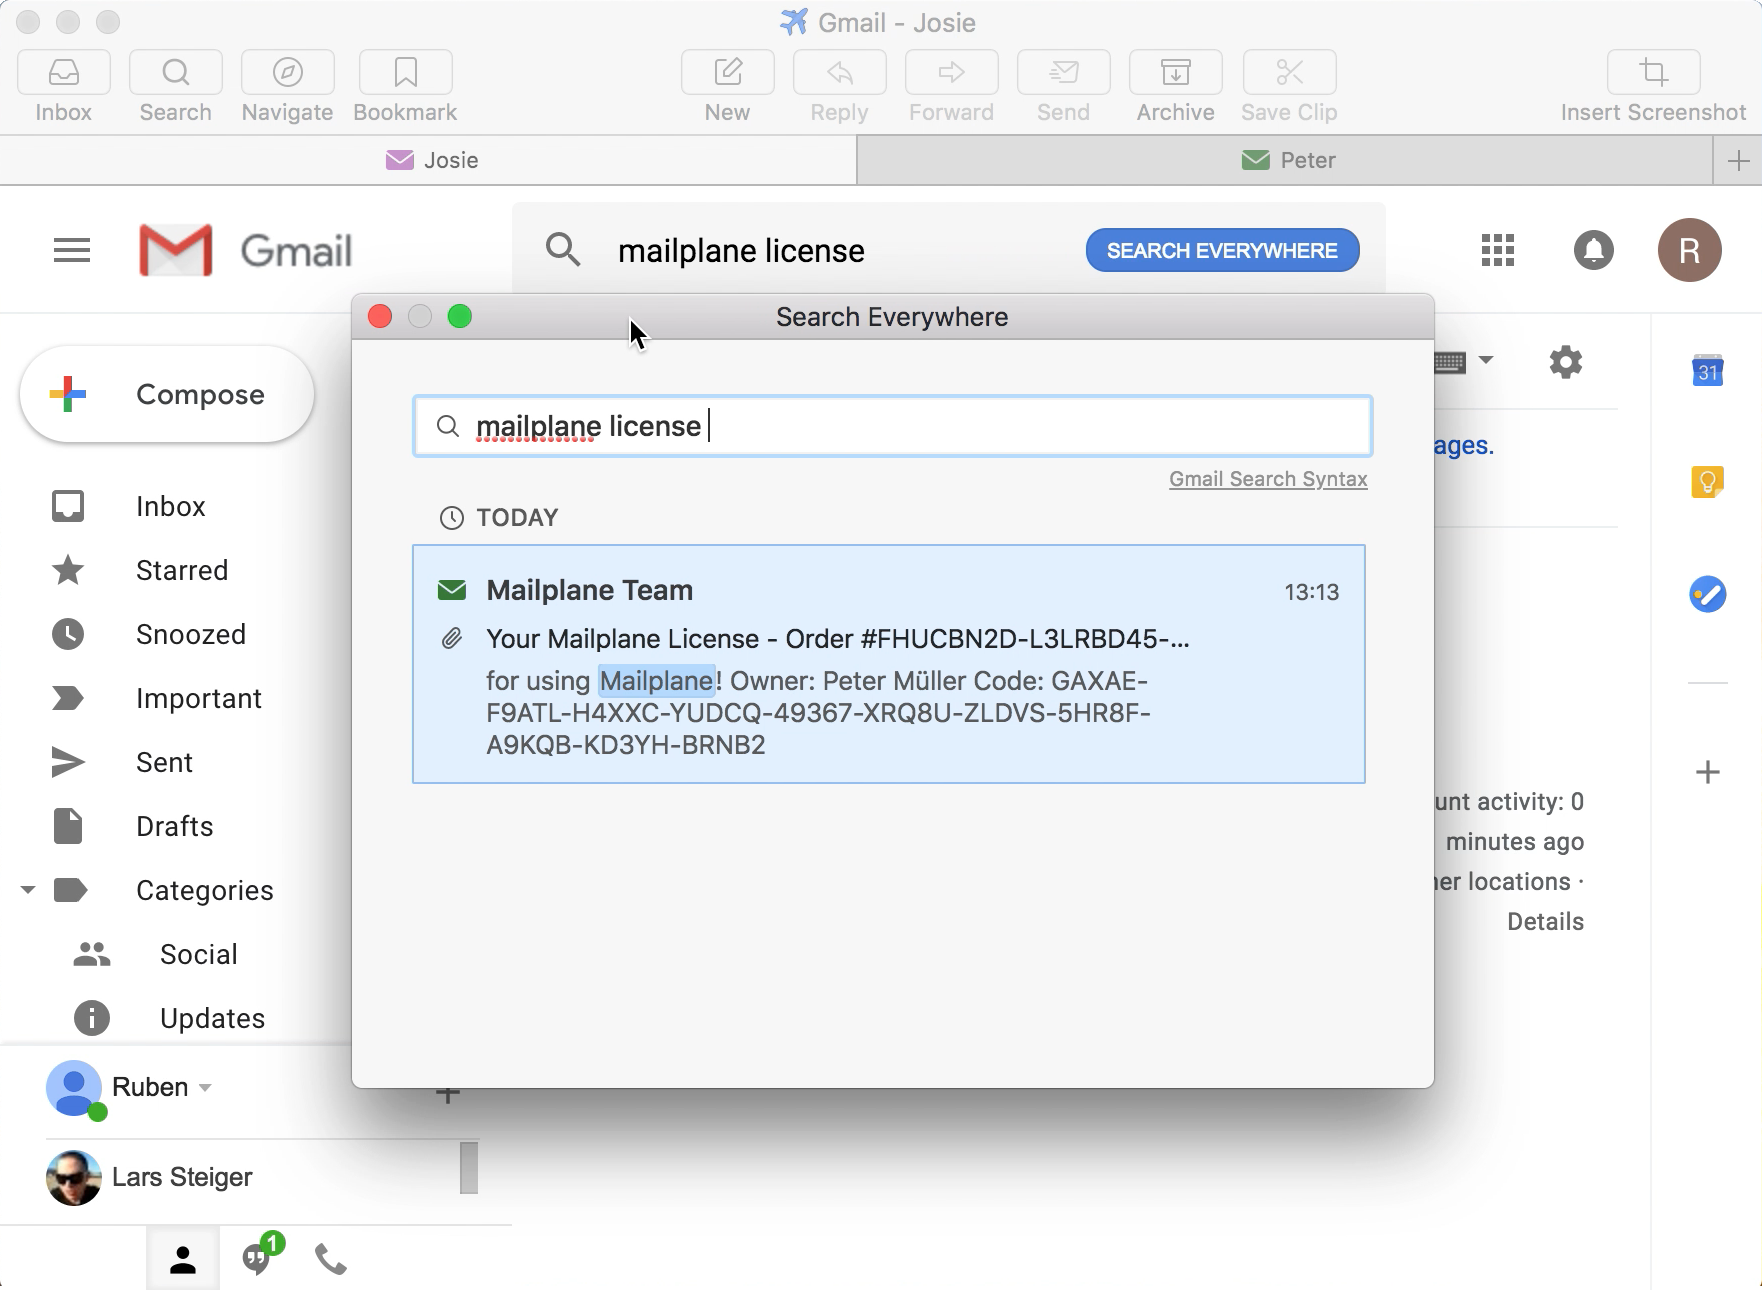 Gmail - Josie
Inbox
Search
Navigate
Bookmark
New
Reply
Forward
Send
Archive
Save Clip
Insert Screenshot
Josie
Peter
Gmail
mailplane license
SEARCH EVERYWHERE
R
Search Everywhere
Compose
mailplane license
31
ages.
Gmail Search Syntax
TODAY
Inbox
Starred
Snoozed
Important
Sent
Drafts
Categories
Social
Updates
Mailplane Team
13:13
Your Mailplane License - Order #FHUCBN2D-L3LRBD45-...
for using Mailplane! Owner: Peter Müller Code: GAXAE-
F9ATL-H4XXC-YUDCQ-49367-XRQ8U-ZLDVS-5HR8F-
A9KQB-KD3YH-BRNB2
unt activity: 0
minutes ago
her locations ·
Details
Ruben
Lars Steiger
1